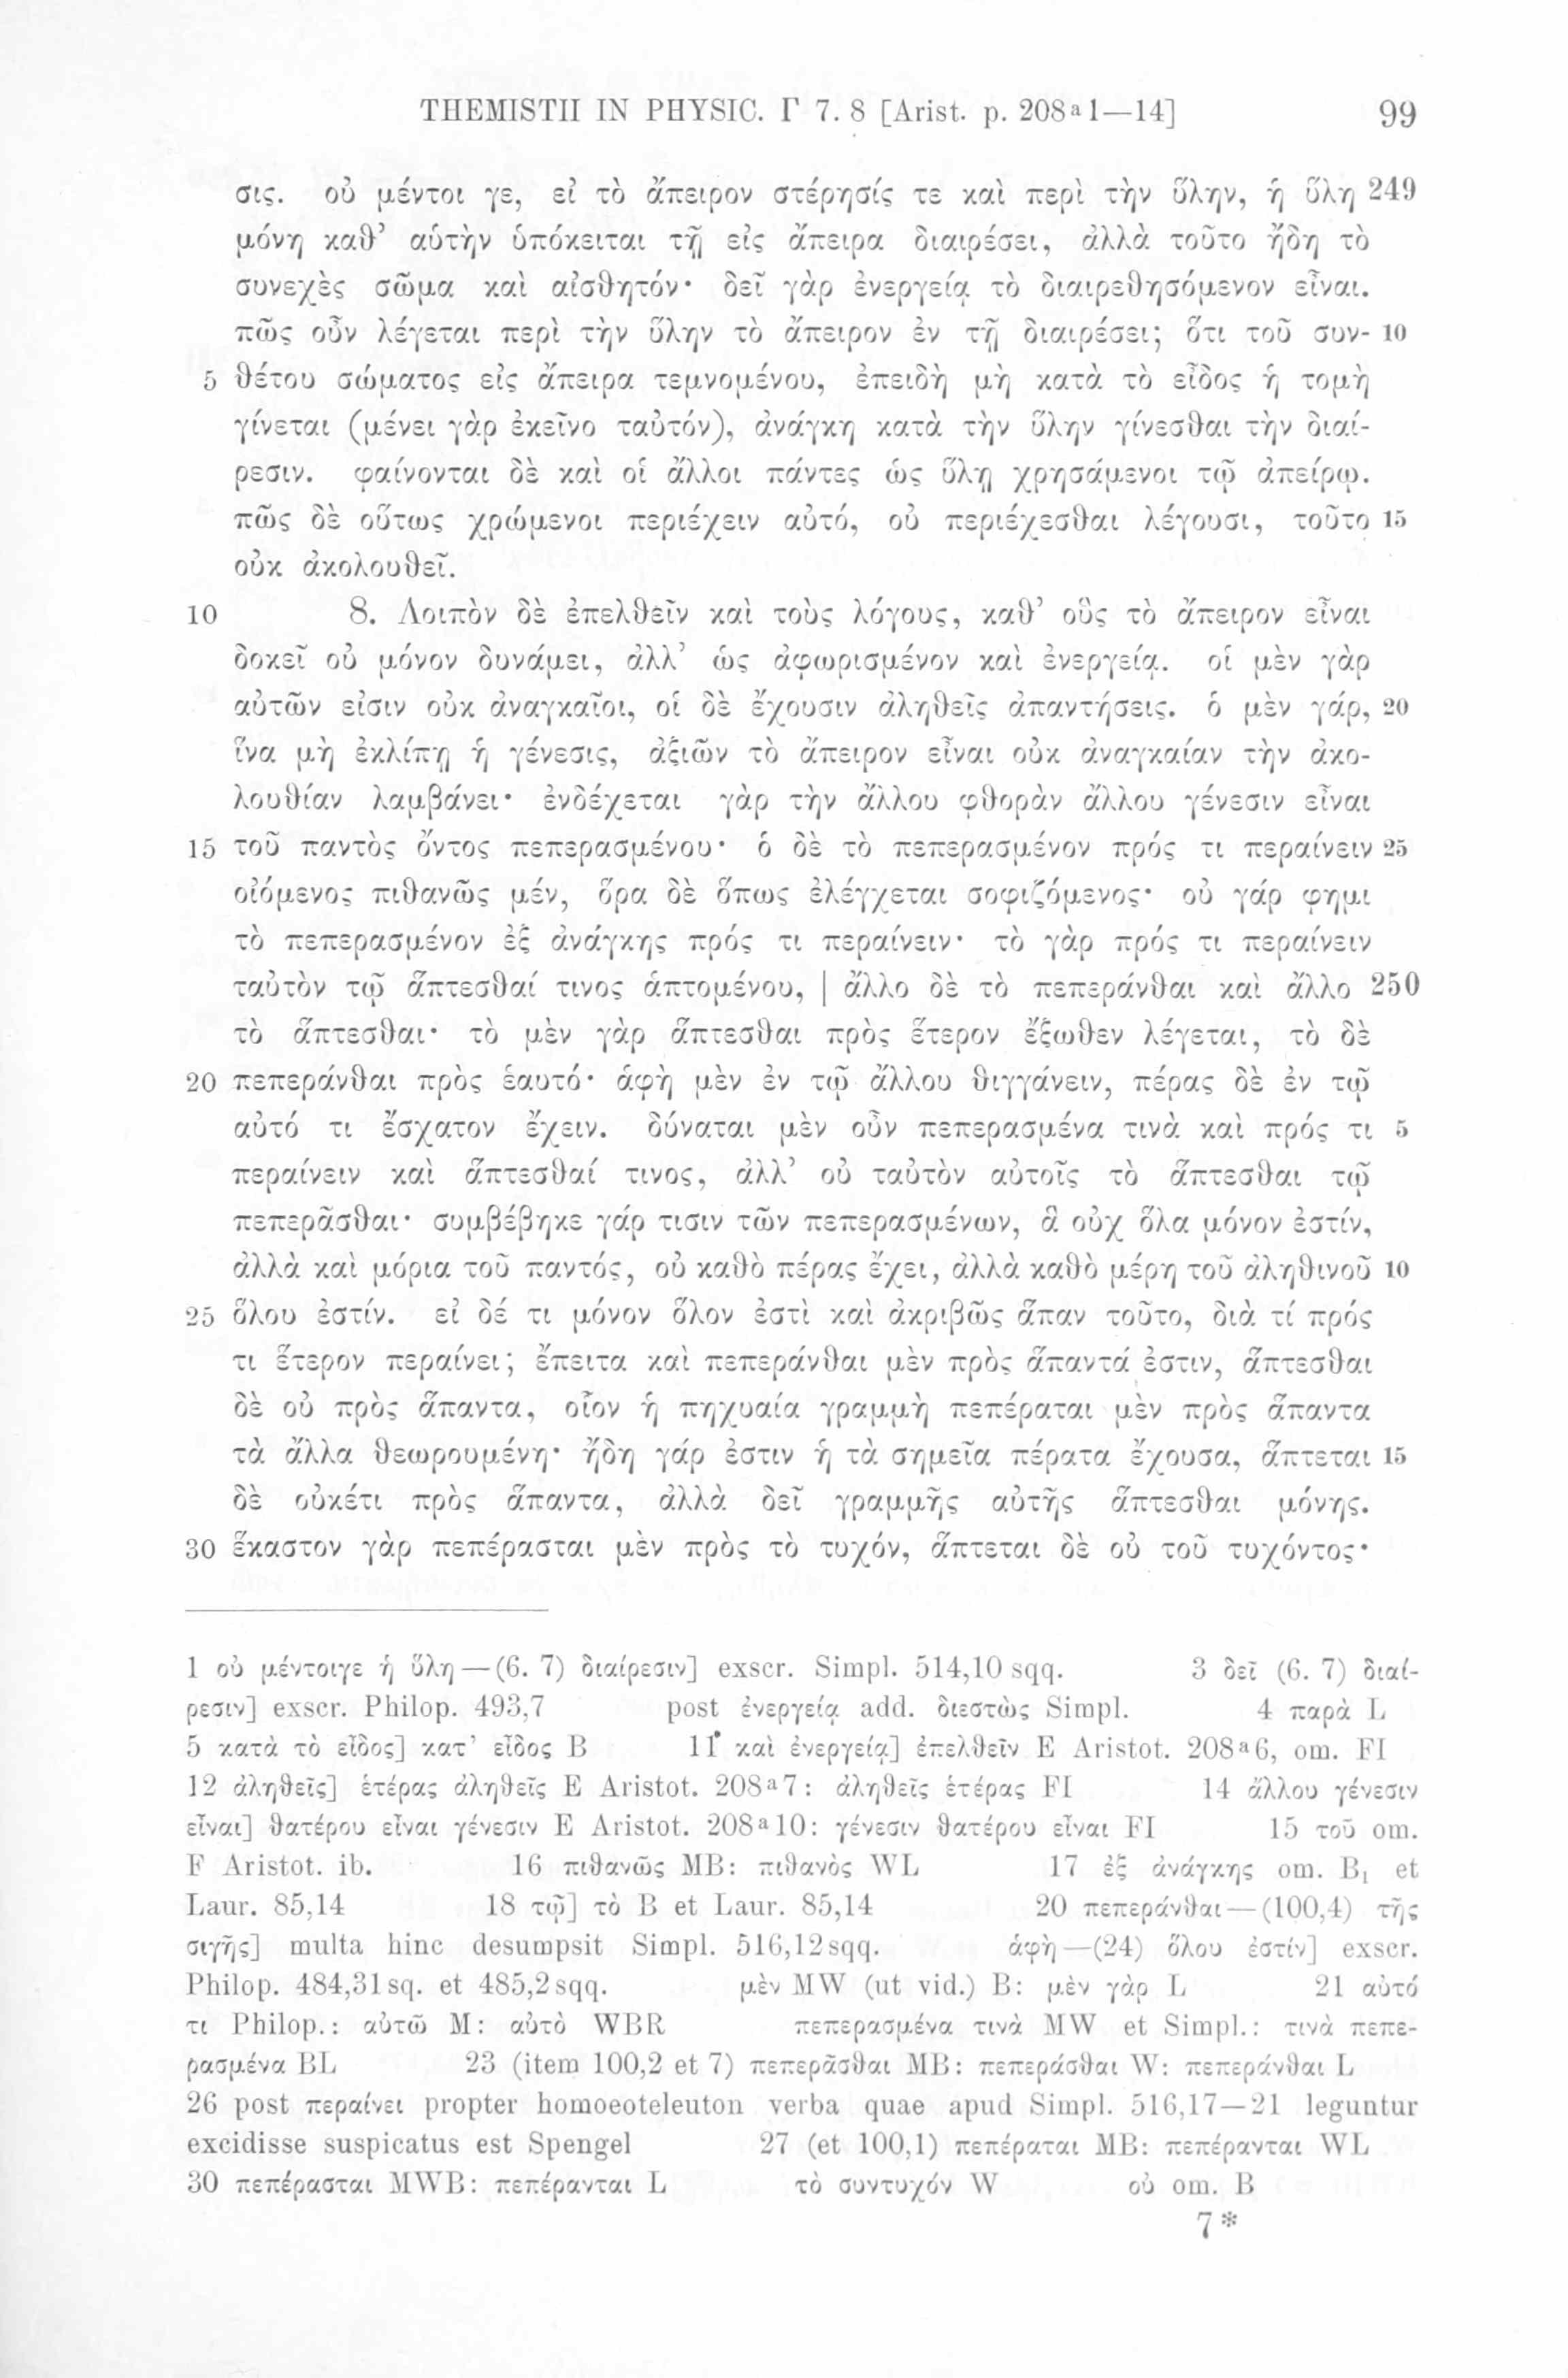 THEMISTII IN PHYSIC. Γ 7. 8 [Arist. p. 208ᵃ1—14] 99
σις. οὐ μέντοι γε, εἰ τὸ ἄπειρον στέρησίς τε καὶ περὶ τὴν ὕλην, ἡ ὕλη 249
μόνη καθ' αὑτὴν ὑπόκειται τῇ εἰς ἄπειρα διαιρέσει, ἀλλὰ τοῦτο ἤδη τὸ
συνεχὲς σῶμα καὶ αἰσθητόν· δεῖ γὰρ ἐνεργείᾳ τὸ διαιρεθησόμενον εἶναι.
πῶς οὖν λέγεται περὶ τὴν ὕλην τὸ ἄπειρον ἐν τῇ διαιρέσει; ὅτι τοῦ συν- 10
5 θέτου σώματος εἰς ἄπειρα τεμνομένου, ἐπειδὴ μὴ κατὰ τὸ εἶδος ἡ τομὴ
γίνεται (μένει γὰρ ἐκεῖνο ταὐτόν), ἀνάγκη κατὰ τὴν ὕλην γίνεσθαι τὴν διαί-
ρεσιν. φαίνονται δὲ καὶ οἱ ἄλλοι πάντες ὡς ὕλῃ χρησάμενοι τῷ ἀπείρῳ.
πῶς δὲ οὕτως χρώμενοι περιέχειν αὐτό, οὐ περιέχεσθαι λέγουσι, τοῦτο 15
οὐκ ἀκολουθεῖ.
10 8. Λοιπὸν δὲ ἐπελθεῖν καὶ τοὺς λόγους, καθ' οὓς τὸ ἄπειρον εἶναι
δοκεῖ οὐ μόνον δυνάμει, ἀλλ' ὡς ἀφωρισμένον καὶ ἐνεργείᾳ. οἱ μὲν γὰρ
αὐτῶν εἰσιν οὐκ ἀναγκαῖοι, οἱ δὲ ἔχουσιν ἀληθεῖς ἀπαντήσεις. ὁ μὲν γάρ, 20
ἵνα μὴ ἐκλίπῃ ἡ γένεσις, ἀξιῶν τὸ ἄπειρον εἶναι οὐκ ἀναγκαίαν τὴν ἀκο-
λουθίαν λαμβάνει· ἐνδέχεται γὰρ τὴν ἄλλου φθορὰν ἄλλου γένεσιν εἶναι
15 τοῦ παντὸς ὄντος πεπερασμένου· ὁ δὲ τὸ πεπερασμένον πρός τι περαίνειν 25
οἰόμενος πιθανῶς μέν, ὅρα δὲ ὅπως ἐλέγχεται σοφιζόμενος· οὐ γάρ φημι
τὸ πεπερασμένον ἐξ ἀνάγκης πρός τι περαίνειν· τὸ γὰρ πρός τι περαίνειν
ταὐτὸν τῷ ἅπτεσθαί τινος ἁπτομένου, | ἄλλο δὲ τὸ πεπεράνθαι καὶ ἄλλο 250
τὸ ἅπτεσθαι· τὸ μὲν γὰρ ἅπτεσθαι πρὸς ἕτερον ἔξωθεν λέγεται, τὸ δὲ
20 πεπεράνθαι πρὸς ἑαυτό· ἁφὴ μὲν ἐν τῷ ἄλλου θιγγάνειν, πέρας δὲ ἐν τῷ
αὐτό τι ἔσχατον ἔχειν. δύναται μὲν οὖν πεπερασμένα τινὰ καὶ πρός τι 5
περαίνειν καὶ ἅπτεσθαί τινος, ἀλλ' οὐ ταὐτὸν αὐτοῖς τὸ ἅπτεσθαι τῷ
πεπερᾶσθαι· συμβέβηκε γάρ τισιν τῶν πεπερασμένων, ἃ οὐχ ὅλα μόνον ἐστίν,
ἀλλὰ καὶ μόρια τοῦ παντός, οὐ καθὸ πέρας ἔχει, ἀλλὰ καθὸ μέρη τοῦ ἀληθινοῦ 10
25 ὅλου ἐστίν. εἰ δέ τι μόνον ὅλον ἐστὶ καὶ ἀκριβῶς ἅπαν τοῦτο, διὰ τί πρός
τι ἕτερον περαίνει; ἔπειτα καὶ πεπεράνθαι μὲν πρὸς ἅπαντά ἐστιν, ἅπτεσθαι
δὲ οὐ πρὸς ἅπαντα, οἷον ἡ πηχυαία γραμμὴ πεπέραται μὲν πρὸς ἅπαντα
τὰ ἄλλα θεωρουμένη· ἤδη γάρ ἐστιν ἡ τὰ σημεῖα πέρατα ἔχουσα, ἅπτεται 15
δὲ οὐκέτι πρὸς ἅπαντα, ἀλλὰ δεῖ γραμμῆς αὐτῆς ἅπτεσθαι μόνης.
30 ἕκαστον γὰρ πεπέρασται μὲν πρὸς τὸ τυχόν, ἅπτεται δὲ οὐ τοῦ τυχόντος·
1 οὐ μέντοιγε ἡ ὕλη—(6. 7) διαίρεσιν] exscr. Simpl. 514,10 sqq. 3 δεῖ (6. 7) διαί-
ρεσιν] exscr. Philop. 493,7 post ἐνεργείᾳ add. διεστὼς Simpl. 4 παρὰ L
5 κατὰ τὸ εἶδος] κατ' εἶδος B 11 καὶ ἐνεργείᾳ] ἐπελθεῖν E Aristot. 208ᵃ6, om. FI
12 ἀληθεῖς] ἑτέρας ἀληθεῖς E Aristot. 208ᵃ7: ἀληθεῖς ἑτέρας FI 14 ἄλλου γένεσιν
εἶναι] θατέρου εἶναι γένεσιν E Aristot. 208ᵃ10: γένεσιν θατέρου εἶναι FI 15 τοῦ om.
F Aristot. ib. 16 πιθανῶς MB: πιθανὸς WL 17 ἐξ ἀνάγκης om. B₁ et
Laur. 85,14 18 τῷ] τὸ B et Laur. 85,14 20 πεπεράνθαι—(100,4) τῆς
σιγῆς] multa hinc desumpsit Simpl. 516,12 sqq. ἁφὴ—(24) ὅλου ἐστίν] exscr.
Philop. 484,31 sq. et 485,2 sqq. μὲν MW (ut vid.) B: μὲν γὰρ L 21 αὐτό
τι Philop.: αὐτῶ M: αὐτὸ WBR πεπερασμένα τινὰ MW et Simpl.: τινὰ πεπε-
ρασμένα BL 23 (item 100,2 et 7) πεπερᾶσθαι MB: πεπεράσθαι W: πεπεράνθαι L
26 post περαίνει propter homoeoteleuton verba quae apud Simpl. 516,17—21 leguntur
excidisse suspicatus est Spengel 27 (et 100,1) πεπέραται MB: πεπέρανται WL
30 πεπέρασται MWB: πεπέρανται L τὸ συντυχόν W οὐ om. B
7*